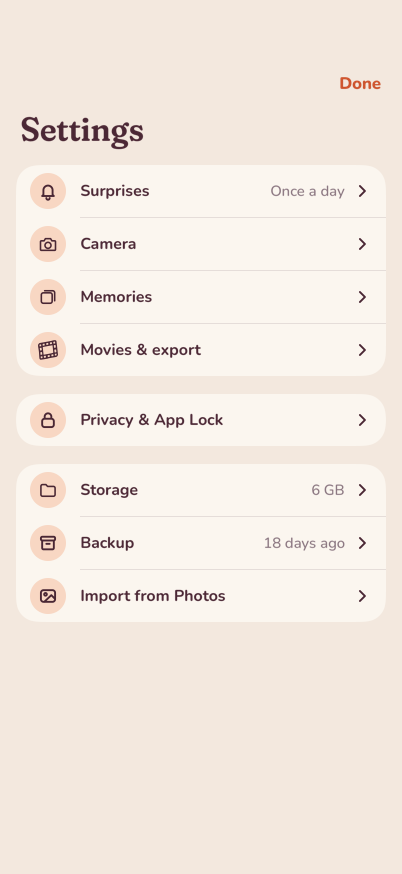 Done
Settings
Surprises Once a day
Camera
Memories
Movies & export
Privacy & App Lock
Storage 6 GB
Backup 18 days ago
Import from Photos